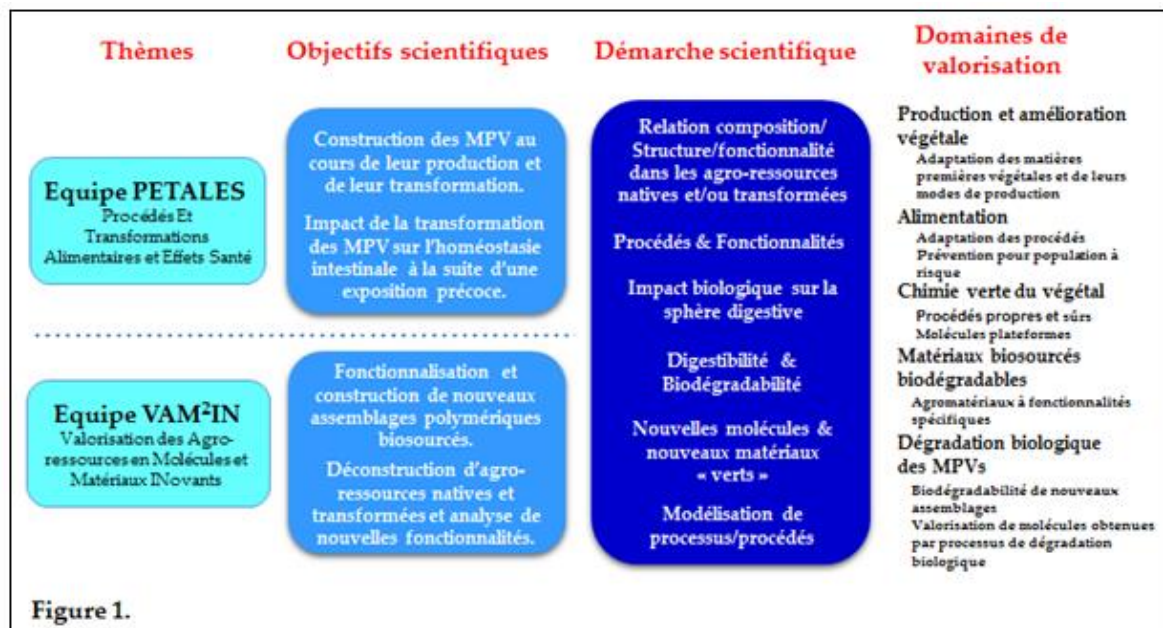 Thèmes
Objectifs scientifiques
Démarche scientifique
Domaines de
valorisation
Equipe PETALES
Procédés Et
Transformations
Alimentaires et Effets Santé
Construction des MPV au
cours de leur production et
de leur transformation.
Impact de la transformation
des MPV sur l'homéostasie
intestinale à la suite d'une
exposition précoce.
Equipe VAM²IN
Valorisation des Agro-
ressources en Molécules et
Matériaux INovants
Fonctionnalisation et
construction de nouveaux
assemblages polymériques
biosourcés.
Déconstruction d'agro-
ressources natives et
transformées et analyse de
nouvelles fonctionnalités.
Relation composition/
Structure/fonctionnalité
dans les agro-ressources
natives et/ou transformées
Procédés & Fonctionnalités
Impact biologique sur la
sphère digestive
Digestibilité &
Biodégradabilité
Nouvelles molécules &
nouveaux matériaux
« verts »
Modélisation de
processus/procédés
Production et amélioration
végétale
Adaptation des matières
premières végétales et de leurs
modes de production
Alimentation
Adaptation des procédés
Prévention pour population à
risque
Chimie verte du végétal
Procédés propres et sûrs
Molécules plateformes
Matériaux biosourcés
biodégradables
Agromatériaux à fonctionnalités
spécifiques
Dégradation biologique
des MPVs
Biodégradabilité de nouveaux
assemblages
Valorisation de molécules obtenues
par processus de dégradation
biologique
Figure 1.